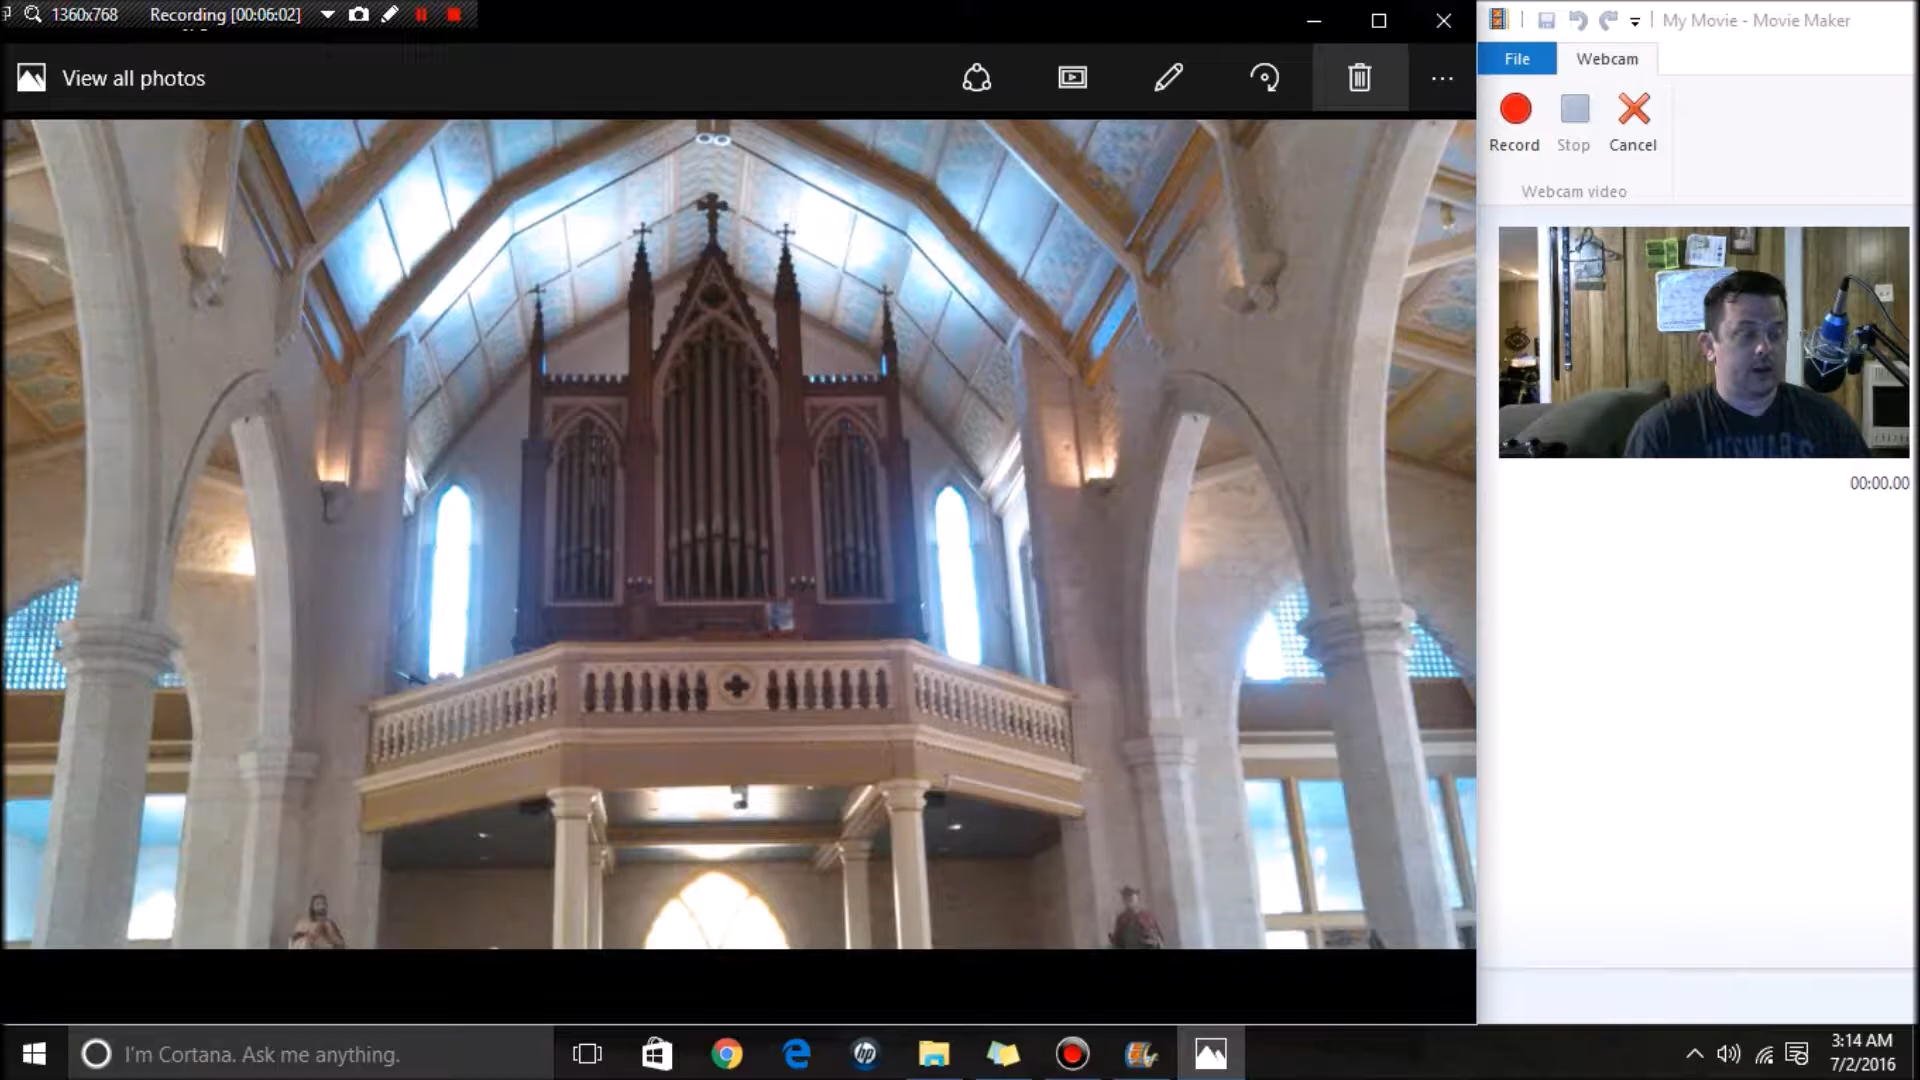 1360x768 Recording [00:06:02]
View all photos
My Movie - Movie Maker
File Webcam
Record Stop Cancel
Webcam video
00:00.00
I'm Cortana. Ask me anything.
hp
3:14 AM
7/2/2016